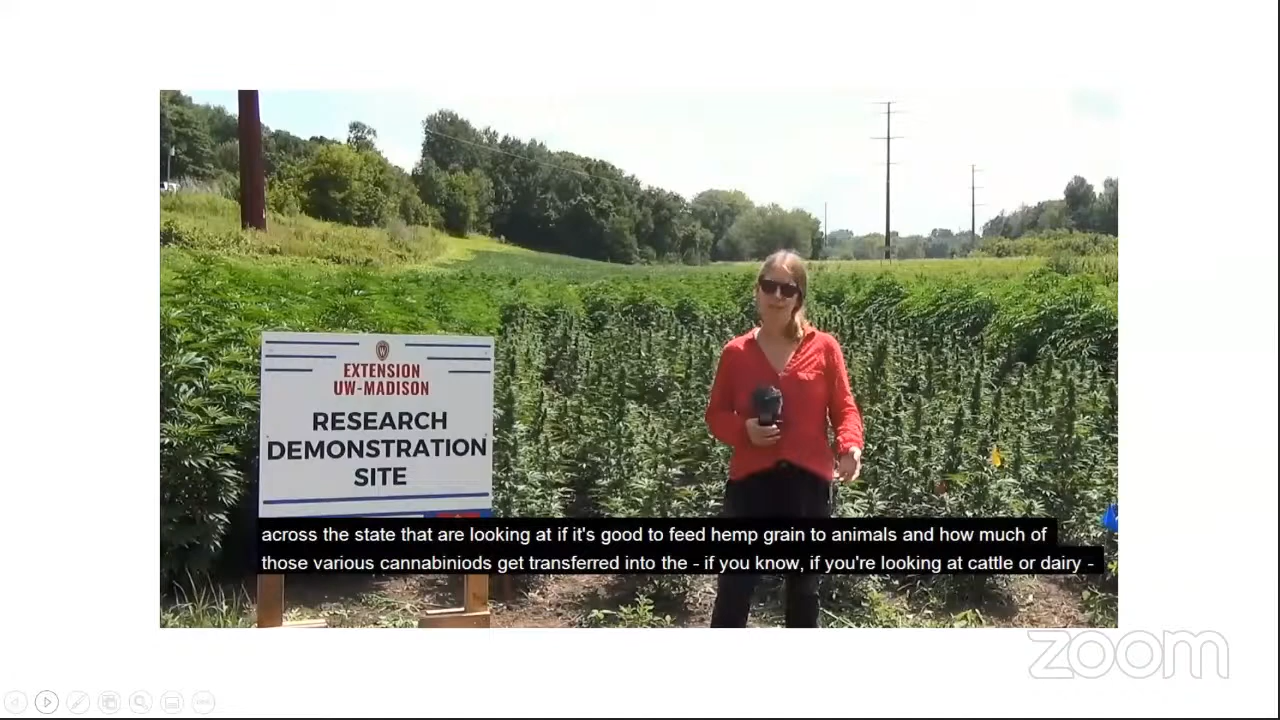 W
EXTENSION
UW-MADISON
RESEARCH
DEMONSTRATION
SITE
across the state that are looking at if it's good to feed hemp grain to animals and how much of
those various cannabiniods get transferred into the - if you know, if you're looking at cattle or dairy -
zoom